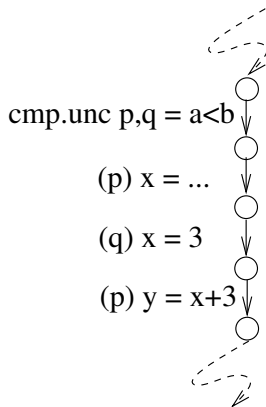 cmp.unc p,q = a<b
(p) x = ...
(q) x = 3
(p) y = x+3